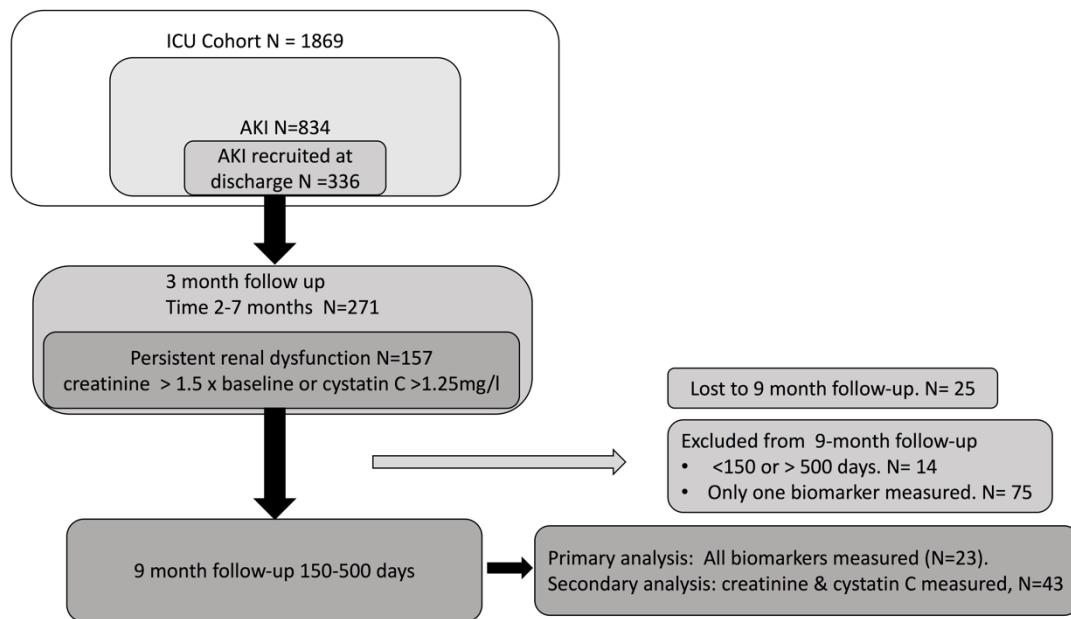 ICU Cohort N = 1869
AKI N=834
AKI recruited at
discharge N =336
3 month follow up
Time 2-7 months  N=271
Persistent renal dysfunction N=157
creatinine  > 1.5 x baseline or cystatin C >1.25mg/l
Lost to 9 month follow-up. N= 25
Excluded from  9-month follow-up
•  <150 or > 500 days. N= 14
•  Only one biomarker measured. N= 75
9 month follow-up 150-500 days
Primary analysis:  All biomarkers measured (N=23).
Secondary analysis: creatinine & cystatin C measured, N=43